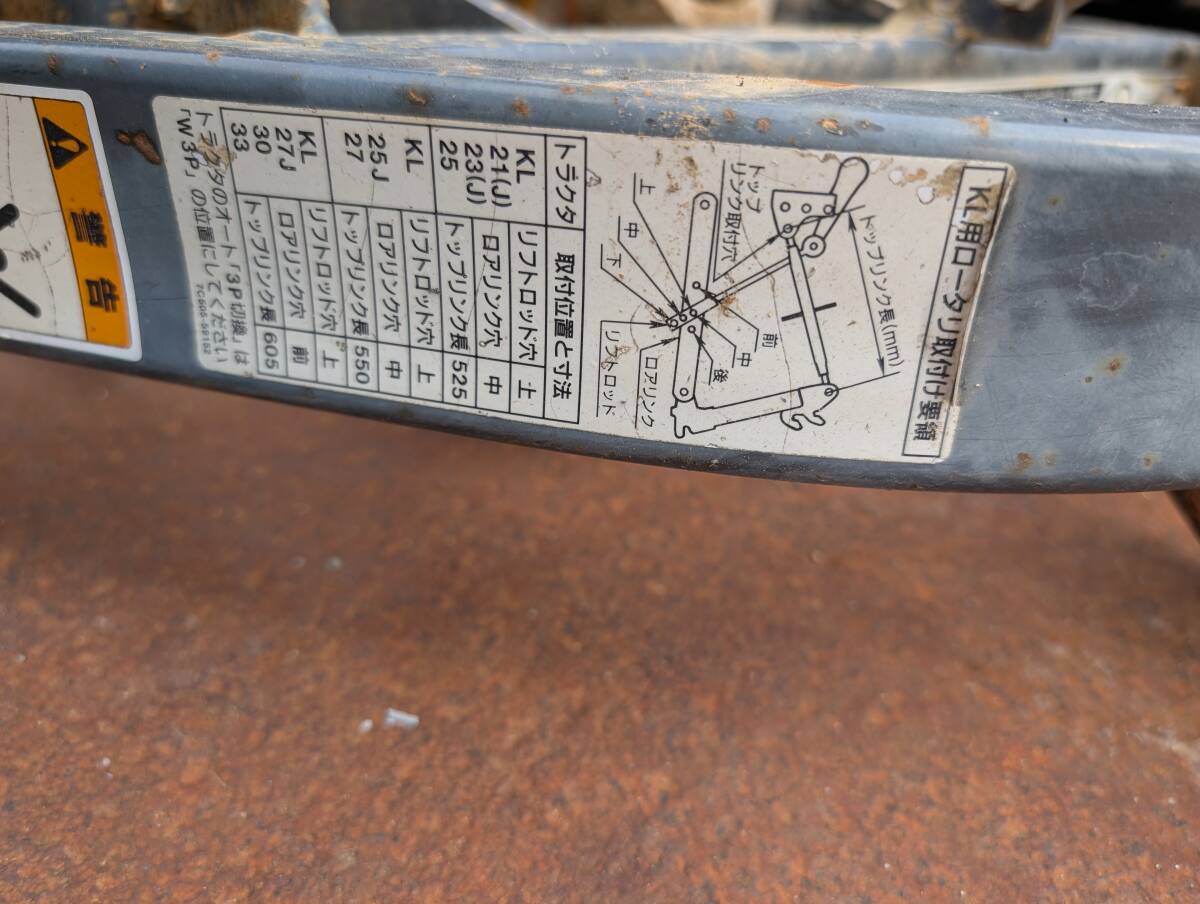 KL用ロータリ取付け要領
トップリンク長(mm)
トップ
リンク取付穴
上
中
下
前
中
後
ロアリンク
リフトロッド
トラクタ 取付位置と寸法
KL
21(J)
23(J)
25
リフトロッド穴 上
ロアリンク穴 中
トップリンク長 525
KL
25J
27
リフトロッド穴 上
ロアリンク穴 中
トップリンク長 550
KL
27J
30
33
リフトロッド穴 上
ロアリンク穴 前
トップリンク長 605
トラクタのオート「3P切換」は
「W3P」の位置にしてください
7C606-59162
警告